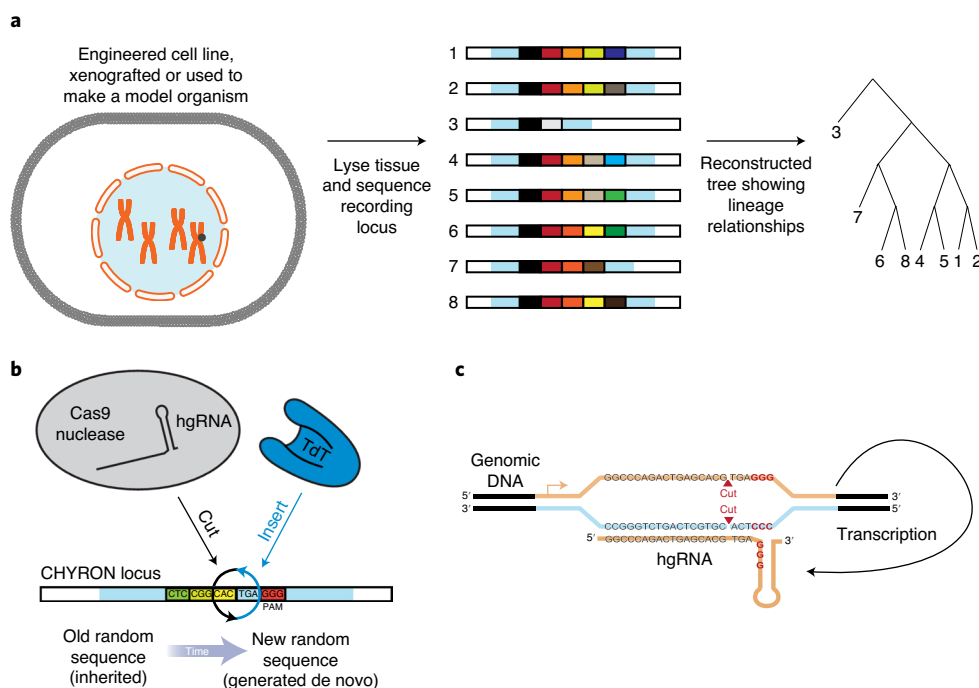 a
Engineered cell line,
xenografted or used to
make a model organism
Lyse tissue
and sequence
recording
locus
1
2
3
4
5
6
7
8
Reconstructed
tree showing
lineage
relationships
3
7
6 8 4 5 1 2
b
Cas9
nuclease
hgRNA
TdT
Cut
Insert
CHYRON locus
CTC CGG CAC TGA GGG
PAM
Old random
sequence
(inherited)
Time
New random
sequence
(generated de novo)
c
Genomic
DNA
GGCCCAGACTGAGCACG TGAGGG
5′ 3′
3′ 5′
Cut
Cut
CCGGGTCTGACTCGTGC ACTCCC
5′ GGCCCAGACTGAGCACG TGA 3′
G
G
G
hgRNA
Transcription